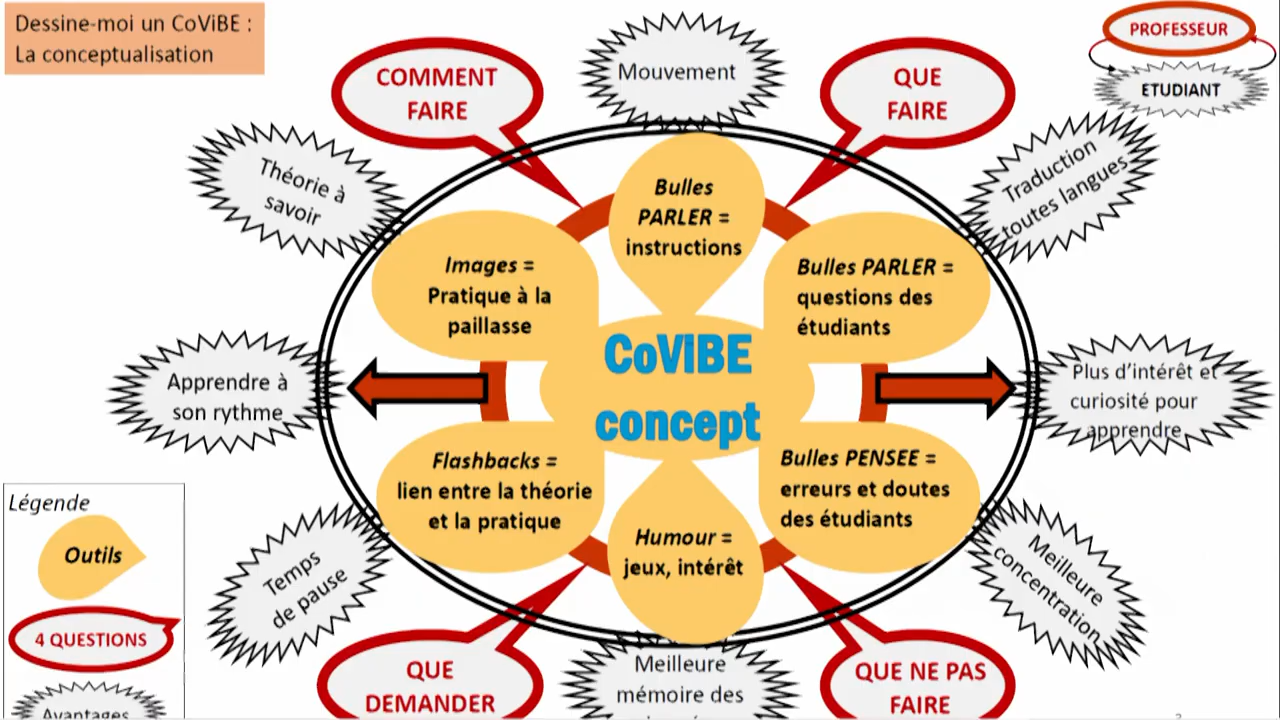 Dessine-moi un CoViBE :
La conceptualisation
COMMENT
FAIRE
Mouvement
QUE
FAIRE
PROFESSEUR
ETUDIANT
Théorie à
savoir
Traduction
toutes langues
Bulles
PARLER =
instructions
Images =
Pratique à la
paillasse
Bulles PARLER =
questions des
étudiants
CoViBE
concept
Apprendre à
son rythme
Plus d'intérêt et
curiosité pour
apprendre
Flashbacks =
lien entre la théorie
et la pratique
Bulles PENSEE =
erreurs et doutes
des étudiants
Humour =
jeux, intérêt
Temps
de pause
Meilleure
concentration
QUE
DEMANDER
Meilleure
mémoire des
QUE NE PAS
FAIRE
Légende
Outils
4 QUESTIONS
Avantages